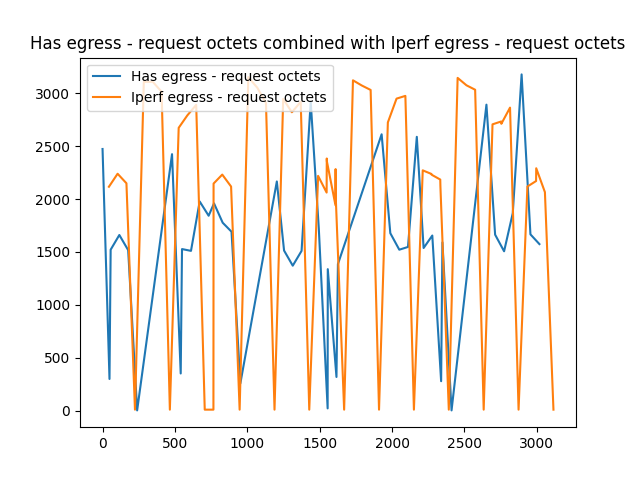 Has egress - request octets combined with Iperf egress - request octets
Has egress - request octets
Iperf egress - request octets
3000
2500
2000
1500
1000
500
0
0 500 1000 1500 2000 2500 3000